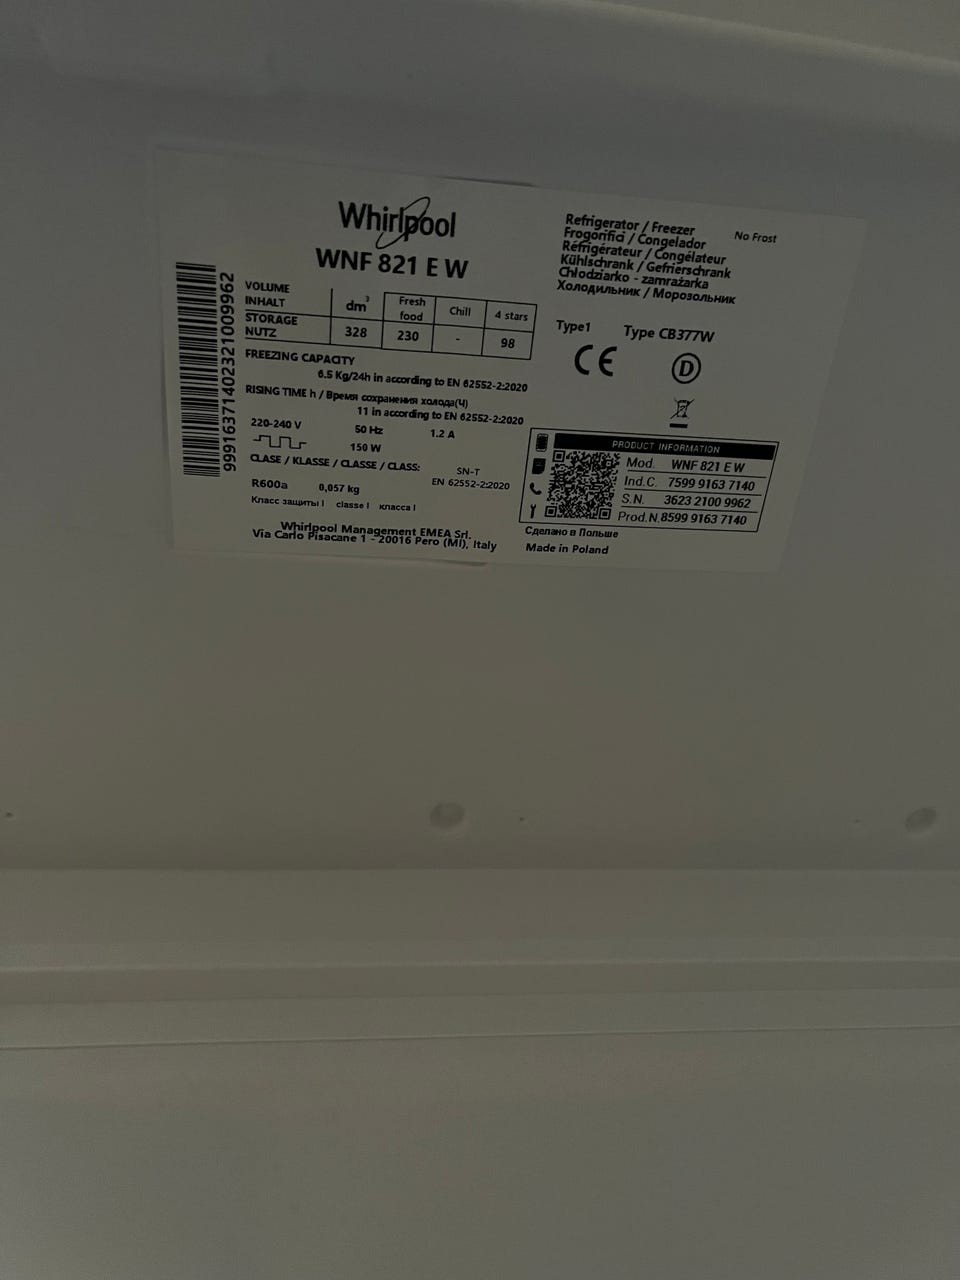 Whirlpool
WNF 821 E W
999163714023210099​62
VOLUME
INHALT
STORAGE
NUTZ
dm³ Fresh food Chill 4 stars
328 230 - 98
FREEZING CAPACITY
6.5 Kg/24h in according to EN 62552-2:2020
RISING TIME h / Время сохранения холода(Ч)
11 in according to EN 62552-2:2020
220-240 V 50 Hz 1.2 A
150 W
CLASE / KLASSE / CLASSE / CLASS: SN-T
EN 62552-2:2020
R600a 0,057 kg
Класс защиты I classe I класса I
Whirlpool Management EMEA Srl.
Via Carlo Pisacane 1 - 20016 Pero (MI), Italy
Refrigerator / Freezer No Frost
Frogorifici / Congelador
Réfrigérateur / Congélateur
Kühlschrank / Gefrierschrank
Chłodziarko - zamrażarka
Холодильник / Морозольник
Type1 Type CB377W
CE D
PRODUCT INFORMATION
Mod. WNF 821 E W
Ind.C. 7599 9163 7140
S.N. 3623 2100 9962
Prod.N. 8599 9163 7140
Сделано в Польше
Made in Poland